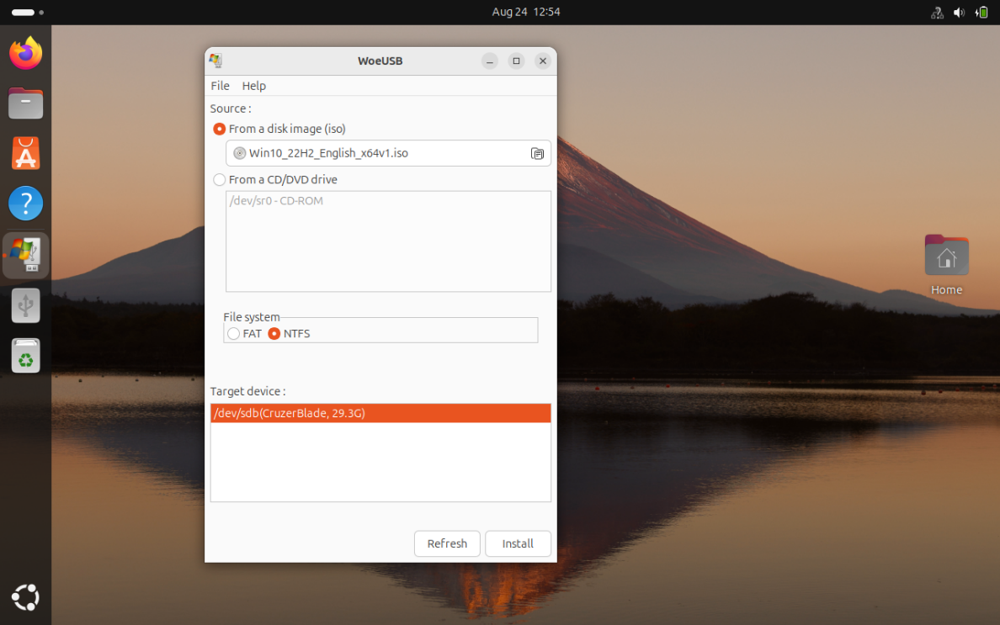 Aug 24 12:54
WoeUSB
File Help
Source :
From a disk image (iso)
Win10_22H2_English_x64v1.iso
From a CD/DVD drive
/dev/sr0 - CD-ROM
File system
FAT NTFS
Target device :
/dev/sdb(CruzerBlade, 29.3G)
Refresh Install
Home